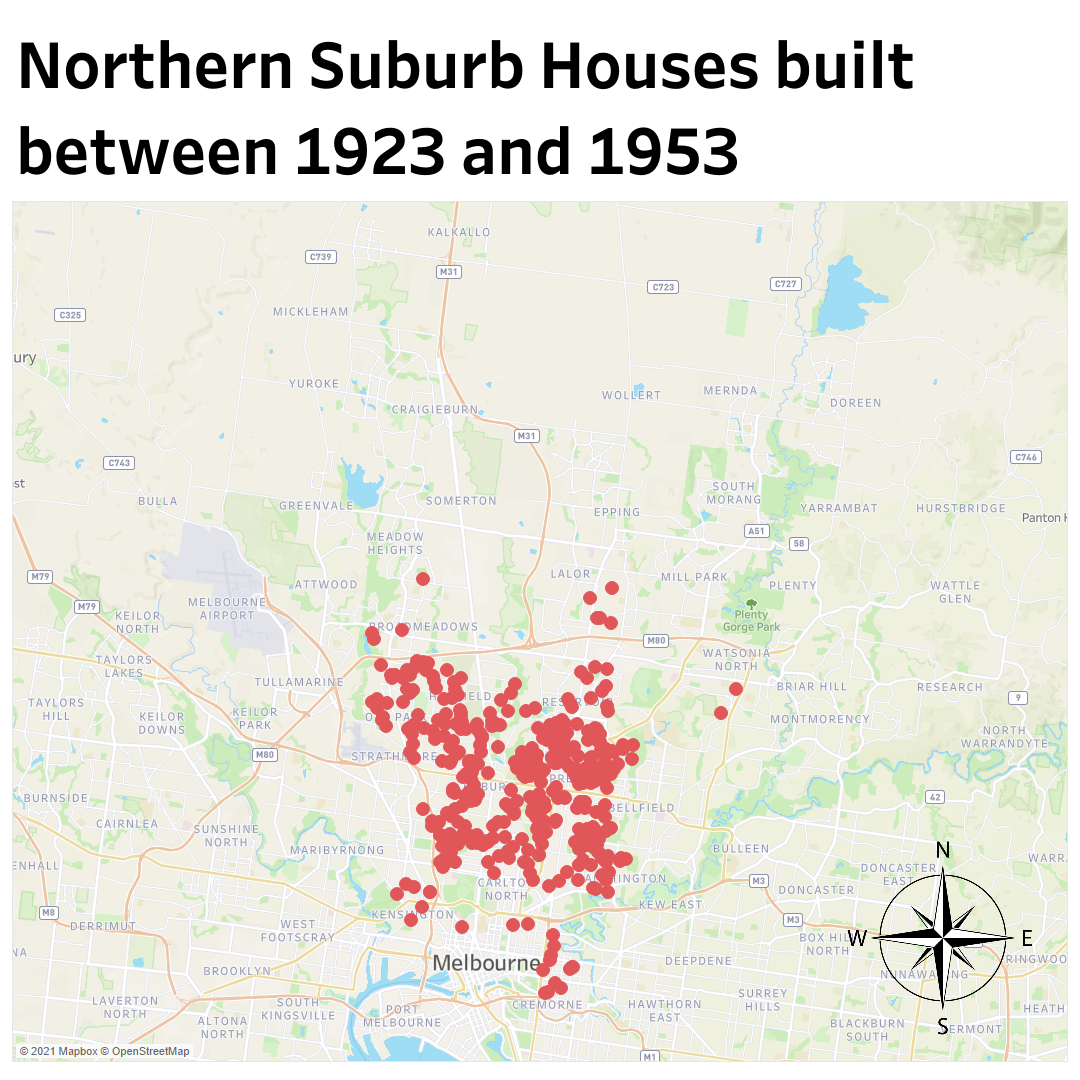 Northern Suburb Houses built
between 1923 and 1953
KALKALLO
C739
M31
C723
C727
C325
MICKLEHAM
ury
YUROKE
WOLLERT
MERNDA
DOREEN
CRAIGIEBURN
M31
C743
C746
st
BULLA
GREENVALE
SOMERTON
SOUTH
MORANG
EPPING
YARRAMBAT
HURSTBRIDGE
Panton H
A51
58
MEADOW
HEIGHTS
M79
ATTWOOD
LALOR
MILL PARK
PLENTY
WATTLE
GLEN
M79
MELBOURNE
AIRPORT
KEILOR
NORTH
Plenty
Gorge Park
M80
TAYLORS
LAKES
WATSONIA
NORTH
TULLAMARINE
BRIAR HILL
RESEARCH
9
TAYLORS
HILL
KEILOR
DOWNS
KEILOR
PARK
MONTMORENCY
NORTH
WARRANDYTE
M80
BURNSIDE
42
CAIRNLEA
SUNSHINE
NORTH
BELLFIELD
MARIBYRNONG
BULLEEN
ENHALL
WARR
DONCASTER
EAST
M3
DONCASTER
CARLTON
NORTH
KEW EAST
M8
DERRIMUT
WEST
FOOTSCRAY
KENSINGTON
M3
BOX HILL
NORTH
NA
Melbourne
DEEPDENE
NUNAWADING
RINGWOO
BROOKLYN
LAVERTON
NORTH
SOUTH
KINGSVILLE
PORT
MELBOURNE
CREMORNE
HAWTHORN
EAST
SURREY
HILLS
HEATH
ALTONA
NORTH
BLACKBURN
SOUTH
ERMONT
M1
N
W
E
S
© 2021 Mapbox © OpenStreetMap